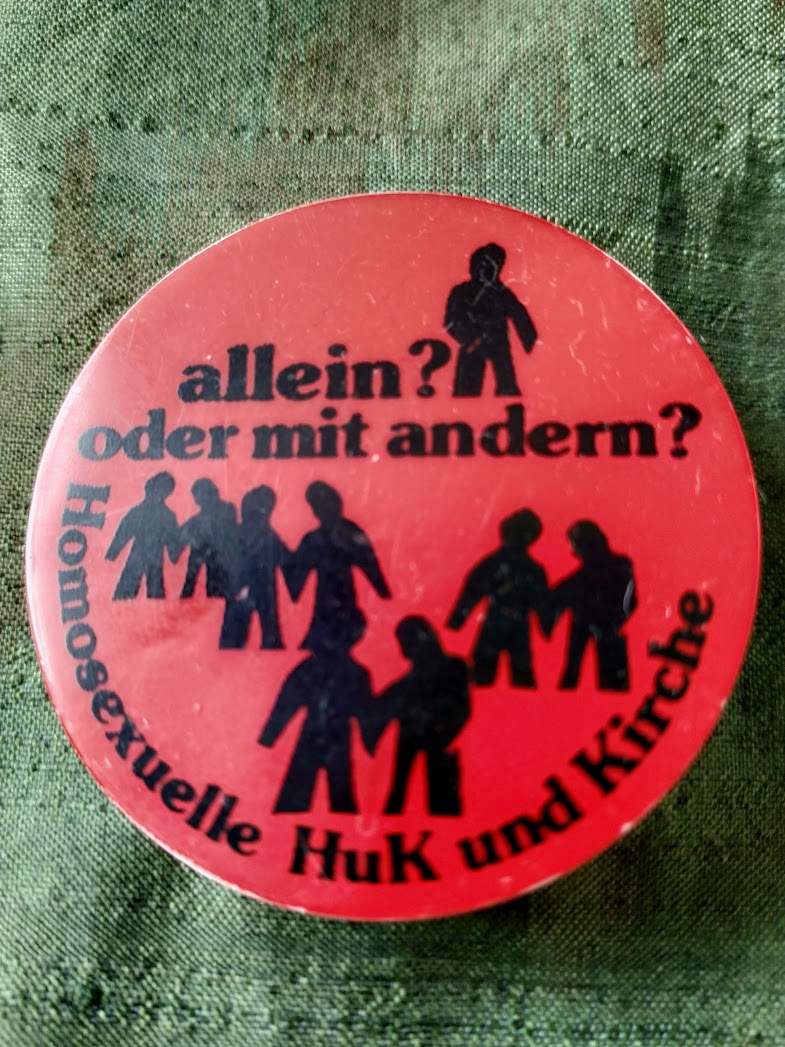 allein?
oder mit andern?
Homosexuelle HuK und Kirche